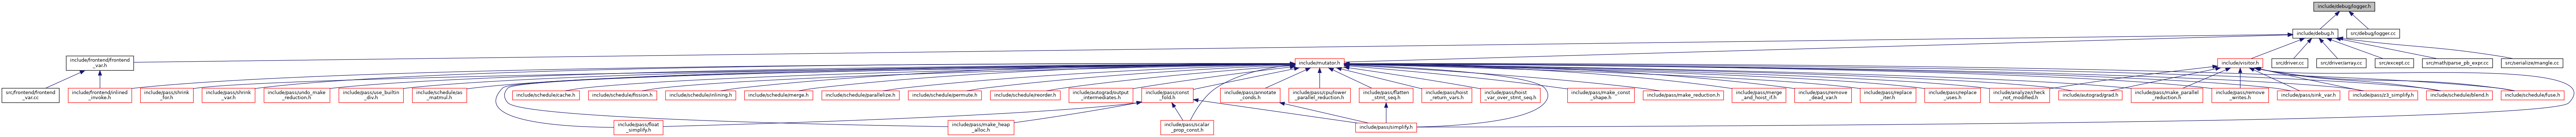 include/debug/logger.h
include/debug.h
src/debug/logger.cc
include/frontend/frontend
_var.h
include/mutator.h
include/visitor.h
src/driver.cc
src/driver/array.cc
src/except.cc
src/math/parse_pb_expr.cc
src/serialize/mangle.cc
src/frontend/frontend
_var.cc
include/frontend/inlined
_invoke.h
include/pass/shrink
_for.h
include/pass/shrink
_var.h
include/pass/undo_make
_reduction.h
include/pass/use_builtin
_div.h
include/schedule/as
_matmul.h
include/schedule/cache.h
include/schedule/fission.h
include/schedule/inlining.h
include/schedule/merge.h
include/schedule/parallelize.h
include/schedule/permute.h
include/schedule/reorder.h
include/autograd/output
_intermediates.h
include/pass/const
_fold.h
include/pass/annotate
_conds.h
include/pass/cpu/lower
_parallel_reduction.h
include/pass/flatten
_stmt_seq.h
include/pass/hoist
_return_vars.h
include/pass/hoist
_var_over_stmt_seq.h
include/pass/make_const
_shape.h
include/pass/make_reduction.h
include/pass/merge
_and_hoist_if.h
include/pass/remove
_dead_var.h
include/pass/replace
_iter.h
include/pass/replace
_uses.h
include/analyze/check
_not_modified.h
include/autograd/grad.h
include/pass/make_parallel
_reduction.h
include/pass/remove
_writes.h
include/pass/sink_var.h
include/pass/z3_simplify.h
include/schedule/blend.h
include/schedule/fuse.h
include/pass/float
_simplify.h
include/pass/make_heap
_alloc.h
include/pass/scalar
_prop_const.h
include/pass/simplify.h